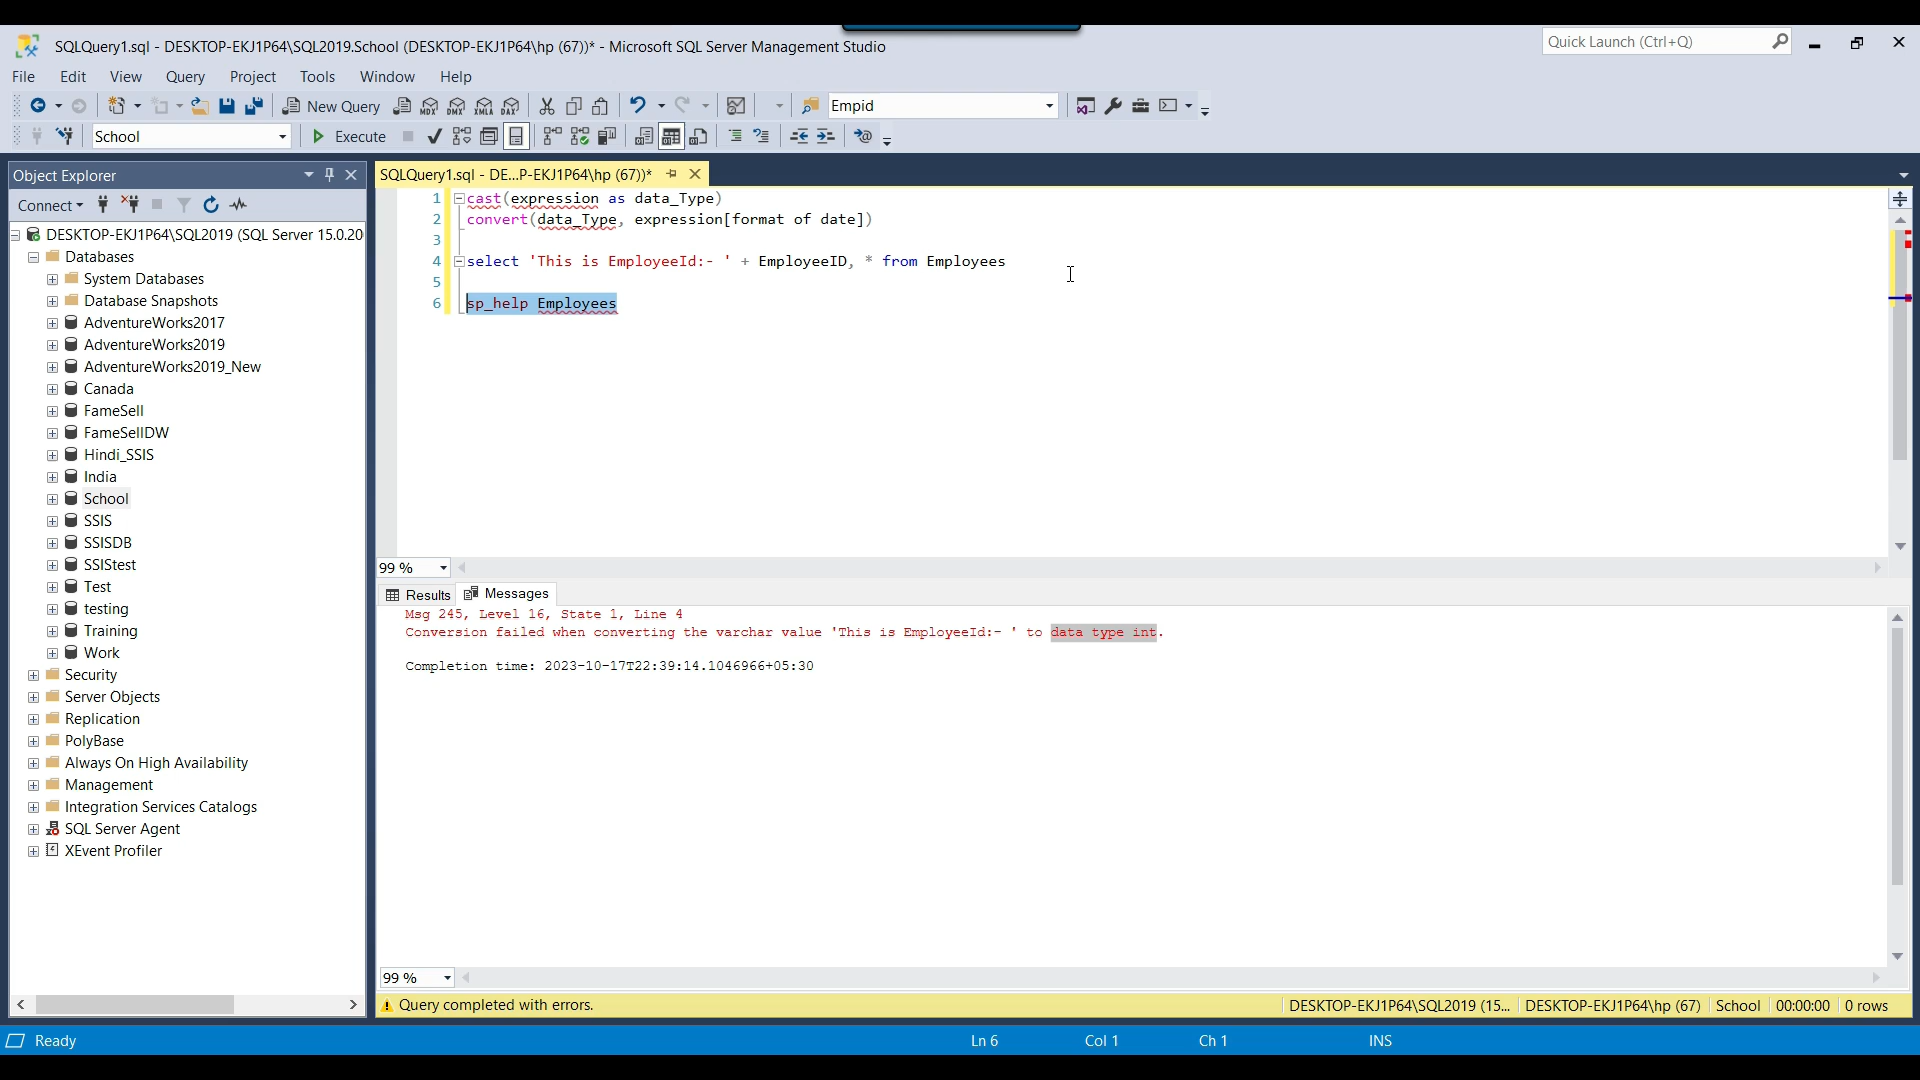 SQLQuery1.sql - DESKTOP-EKJ1P64\SQL2019.School (DESKTOP-EKJ1P64\hp (67))* - Microsoft SQL Server Management Studio
Quick Launch (Ctrl+Q)
File Edit View Query Project Tools Window Help
New Query MDX DMX XMLA DAX Empid
School Execute
Object Explorer
Connect
DESKTOP-EKJ1P64\SQL2019 (SQL Server 15.0.20
Databases
System Databases
Database Snapshots
AdventureWorks2017
AdventureWorks2019
AdventureWorks2019_New
Canada
FameSell
FameSellDW
Hindi_SSIS
India
School
SSIS
SSISDB
SSIStest
Test
testing
Training
Work
Security
Server Objects
Replication
PolyBase
Always On High Availability
Management
Integration Services Catalogs
SQL Server Agent
XEvent Profiler
SQLQuery1.sql - DE...P-EKJ1P64\hp (67))*
1 cast(expression as data_Type)
2 convert(data_Type, expression[format of date])
3
4 select 'This is EmployeeId:- ' + EmployeeID, * from Employees
5
6 sp_help Employees
99 %
Results Messages
Msg 245, Level 16, State 1, Line 4
Conversion failed when converting the varchar value 'This is EmployeeId:- ' to data type int.
Completion time: 2023-10-17T22:39:14.1046966+05:30
99 %
Query completed with errors. DESKTOP-EKJ1P64\SQL2019 (15... DESKTOP-EKJ1P64\hp (67) School 00:00:00 0 rows
Ready Ln 6 Col 1 Ch 1 INS